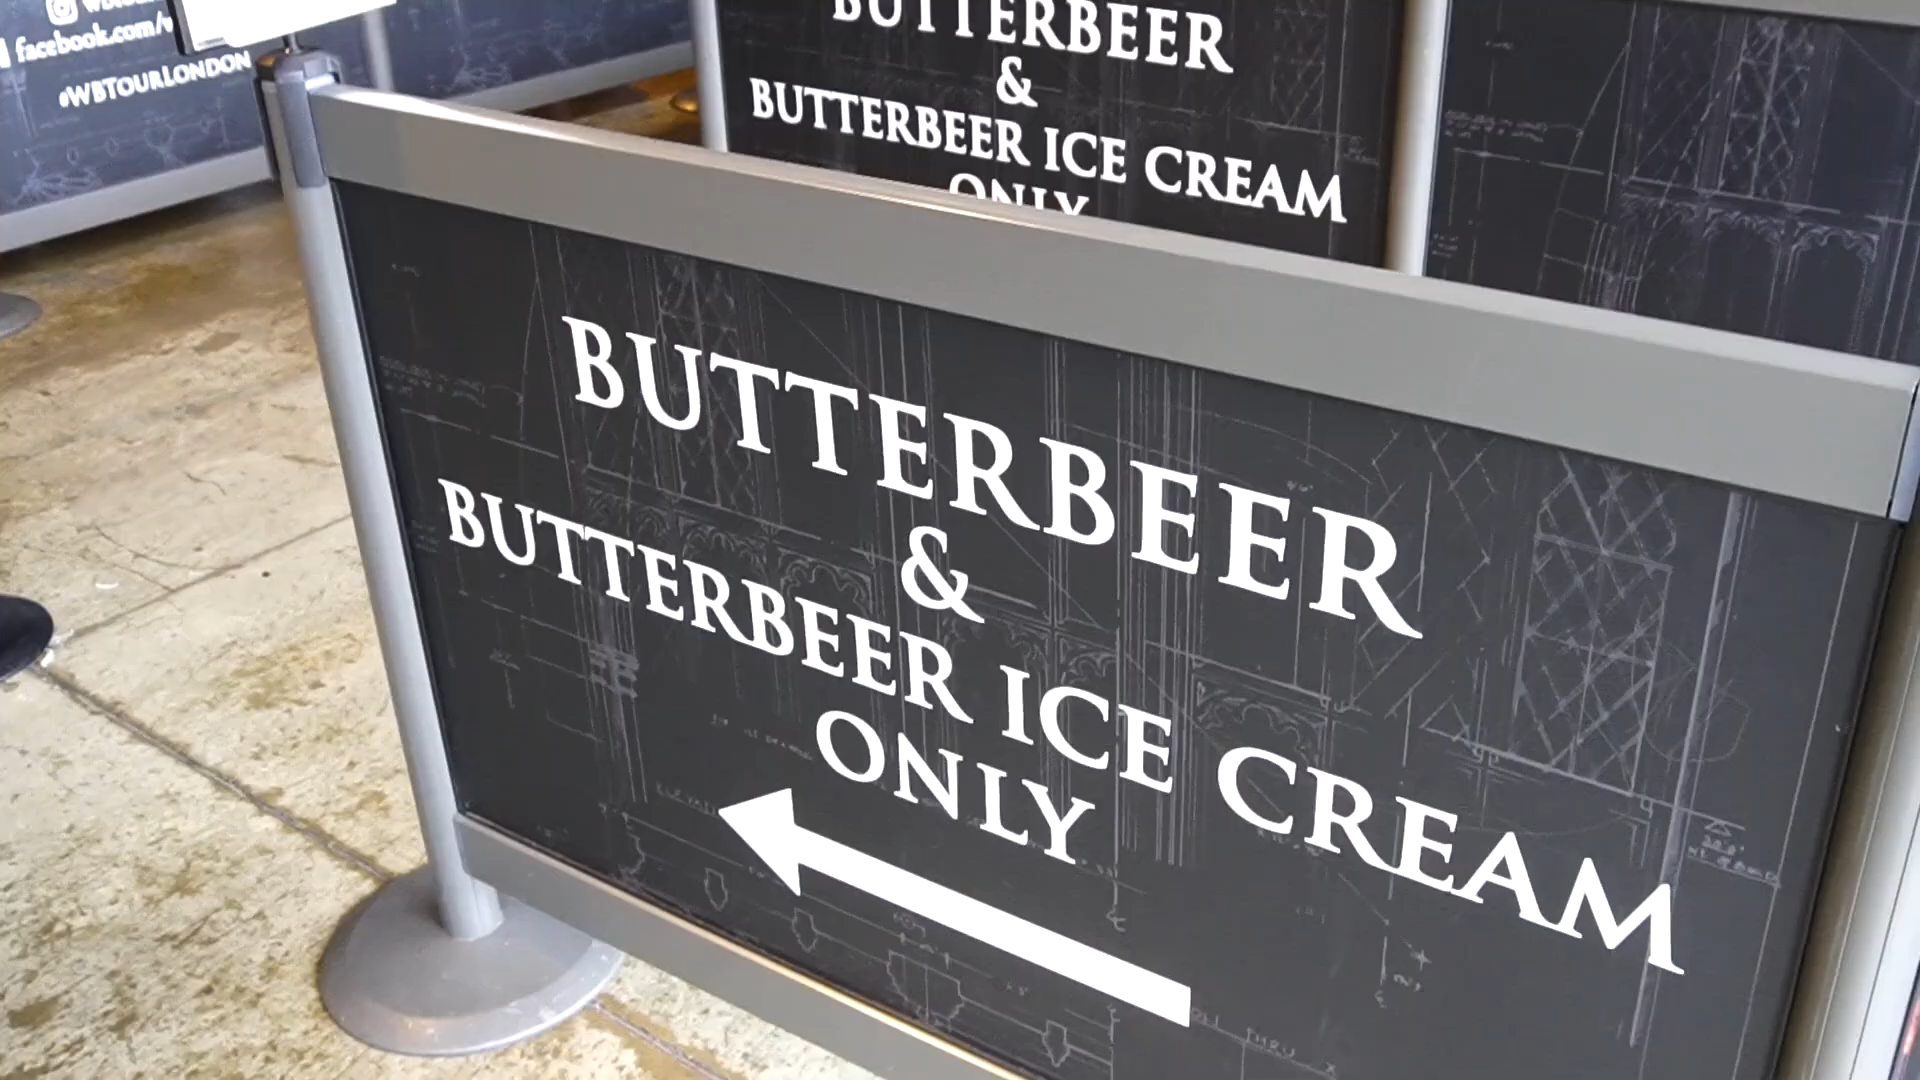 facebook.com/
#WBTOURLONDON
BUTTERBEER
&
BUTTERBEER ICE CREAM
ONLY
BUTTERBEER
&
BUTTERBEER ICE CREAM
ONLY